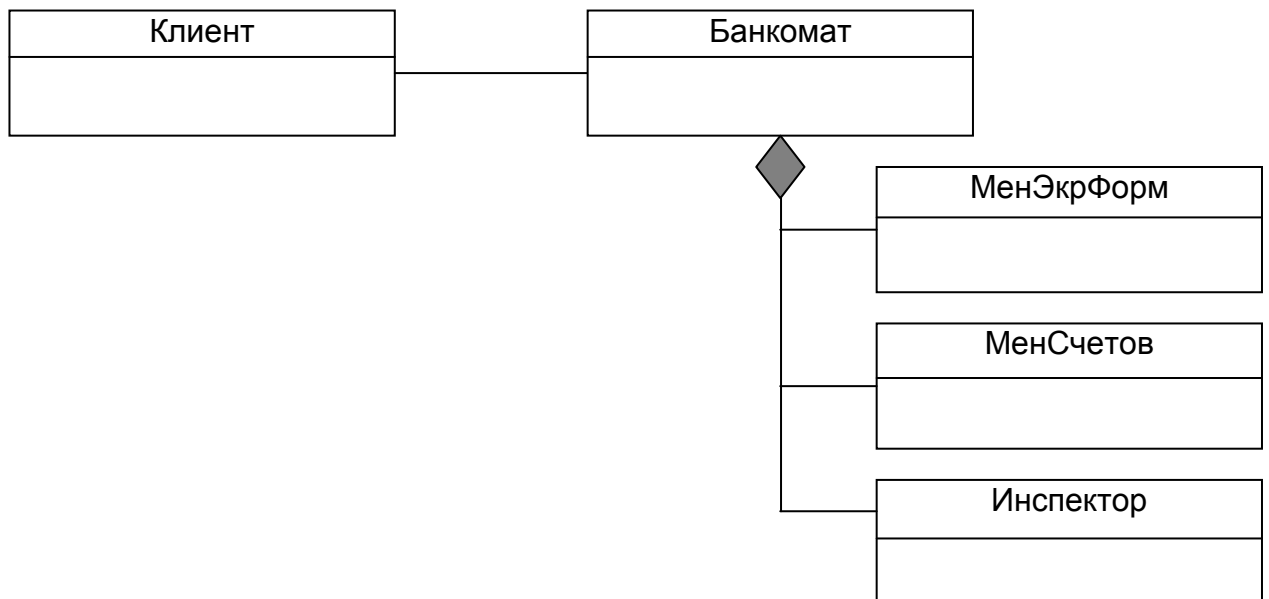 Клиент
Банкомат
МенЭкрФорм
МенСчетов
Инспектор